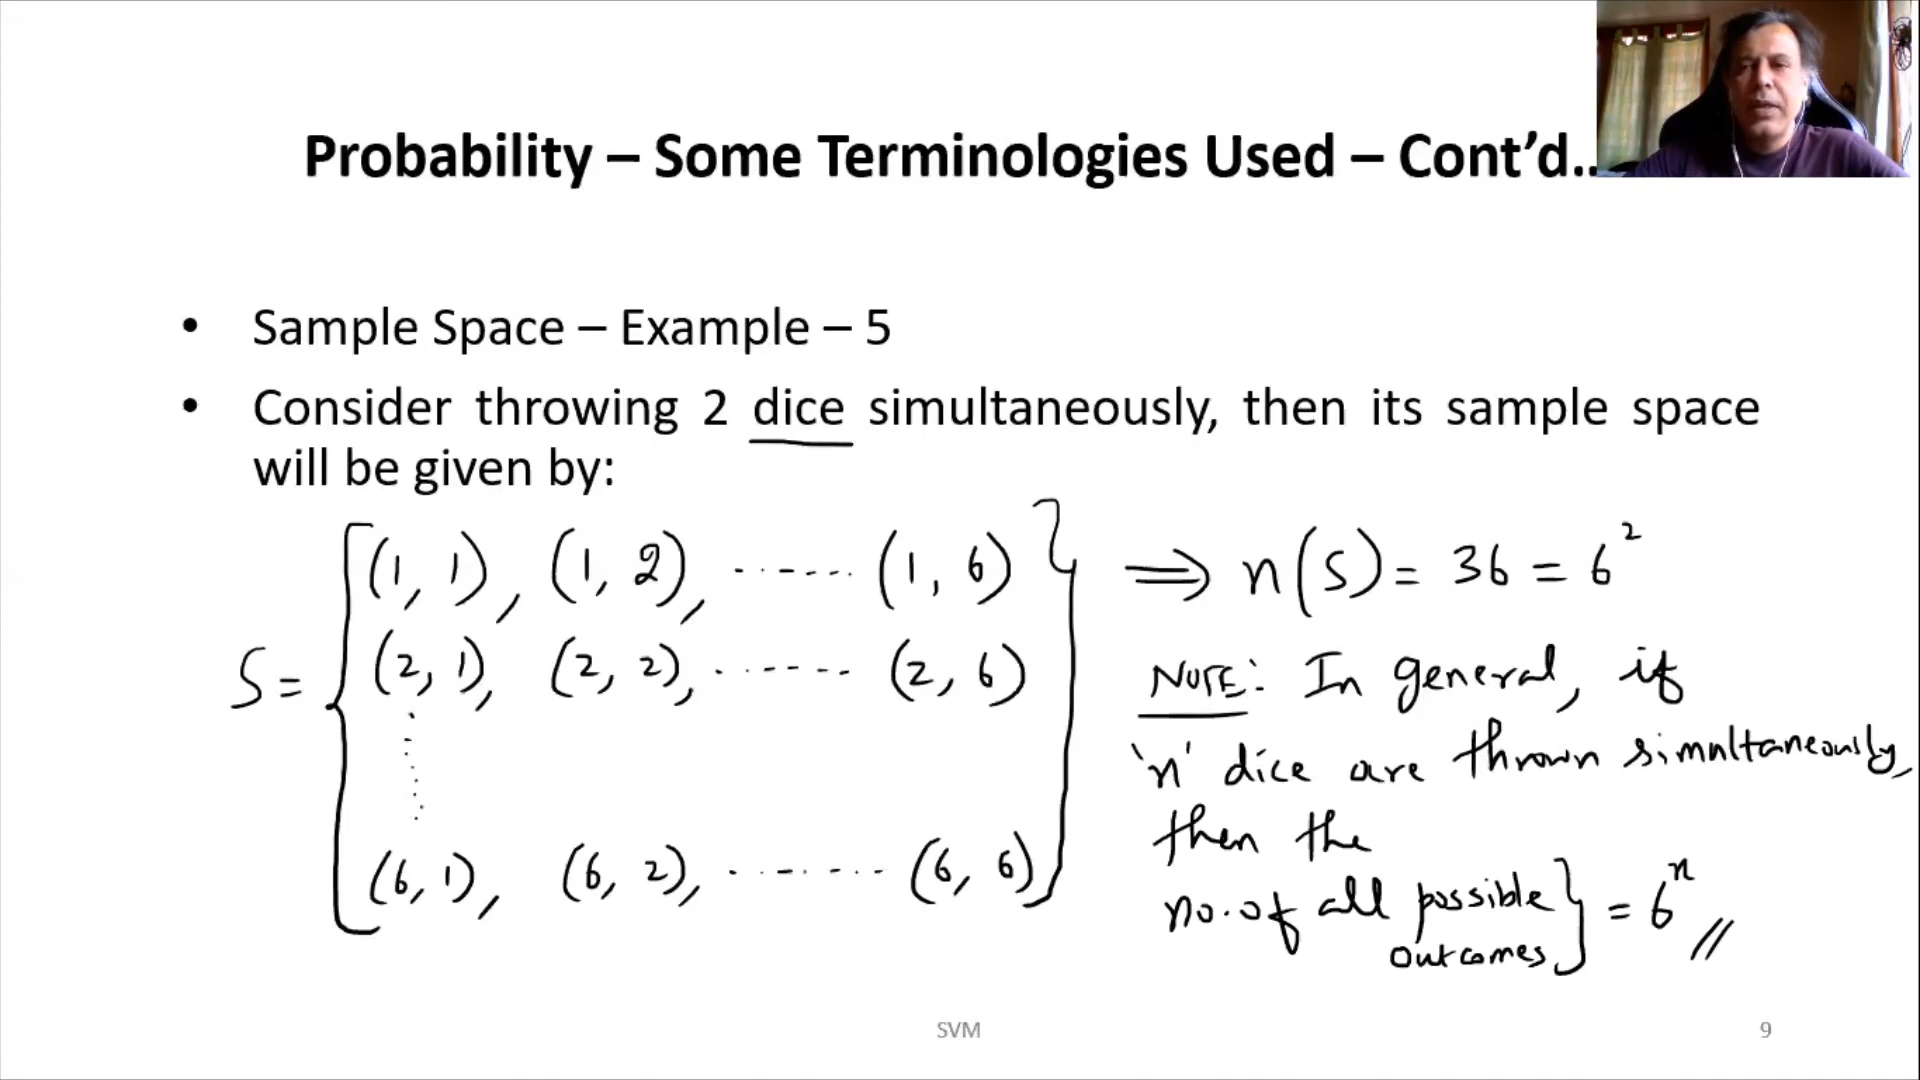 Probability – Some Terminologies Used – Cont’d..
• Sample Space – Example – 5
• Consider throwing 2 dice simultaneously, then its sample space
will be given by:
S = { (1, 1), (1, 2), ........ (1, 6)
(2, 1), (2, 2), ........ (2, 6)
(6, 1), (6, 2), ........ (6, 6) }
⟹ n(S) = 36 = 6²
NOTE: In general, if
'n' dice are thrown simultaneously,
then the
no. of all possible
outcomes } = 6ⁿ //
SVM
9